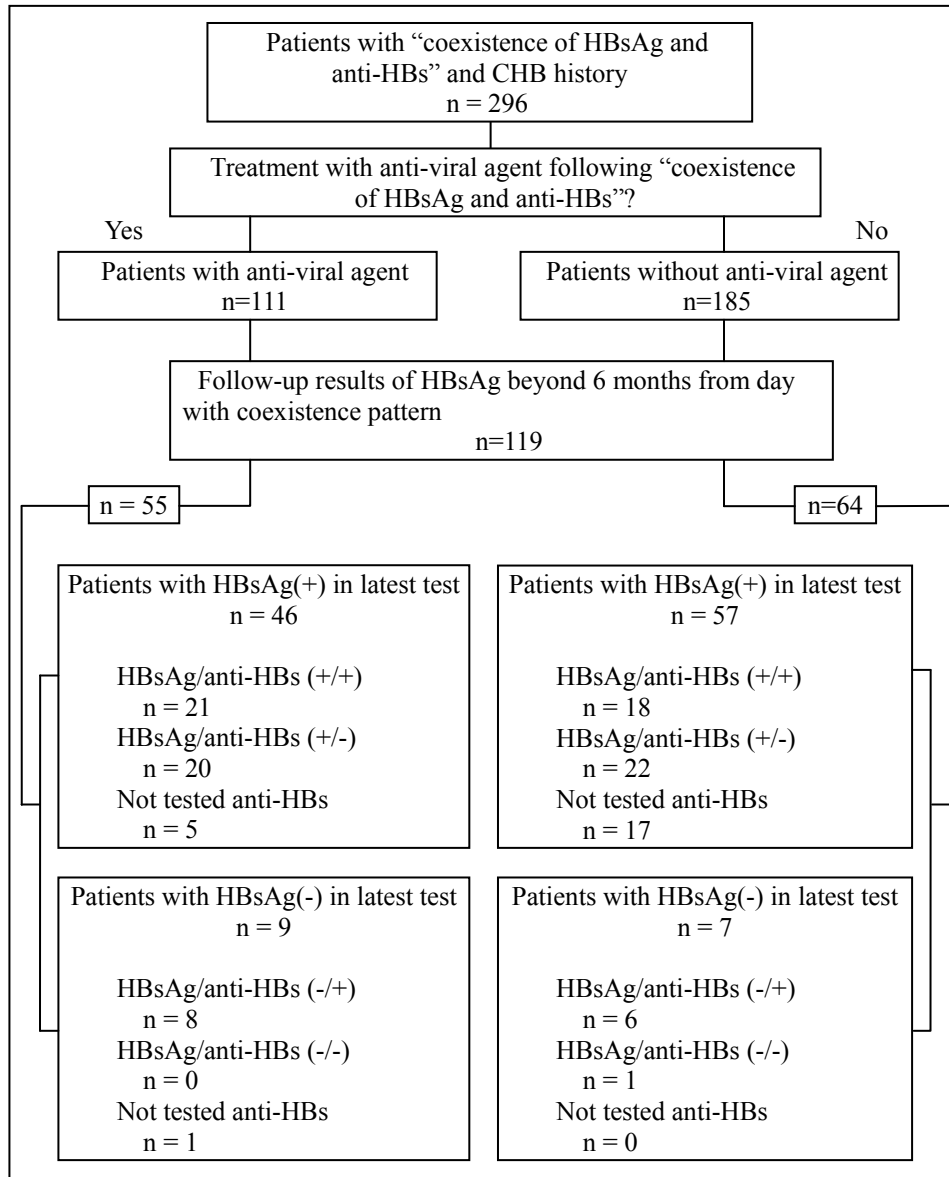 Patients with “coexistence of HBsAg and
anti-HBs” and CHB history
n = 296
Treatment with anti-viral agent following “coexistence
of HBsAg and anti-HBs”?
Yes
No
Patients with anti-viral agent
n=111
Patients without anti-viral agent
n=185
Follow-up results of HBsAg beyond 6 months from day
with coexistence pattern
n=119
n = 55
n=64
Patients with HBsAg(+) in latest test
n = 46
HBsAg/anti-HBs (+/+)
n = 21
HBsAg/anti-HBs (+/-)
n = 20
Not tested anti-HBs
n = 5
Patients with HBsAg(+) in latest test
n = 57
HBsAg/anti-HBs (+/+)
n = 18
HBsAg/anti-HBs (+/-)
n = 22
Not tested anti-HBs
n = 17
Patients with HBsAg(-) in latest test
n = 9
HBsAg/anti-HBs (-/+)
n = 8
HBsAg/anti-HBs (-/-)
n = 0
Not tested anti-HBs
n = 1
Patients with HBsAg(-) in latest test
n = 7
HBsAg/anti-HBs (-/+)
n = 6
HBsAg/anti-HBs (-/-)
n = 1
Not tested anti-HBs
n = 0